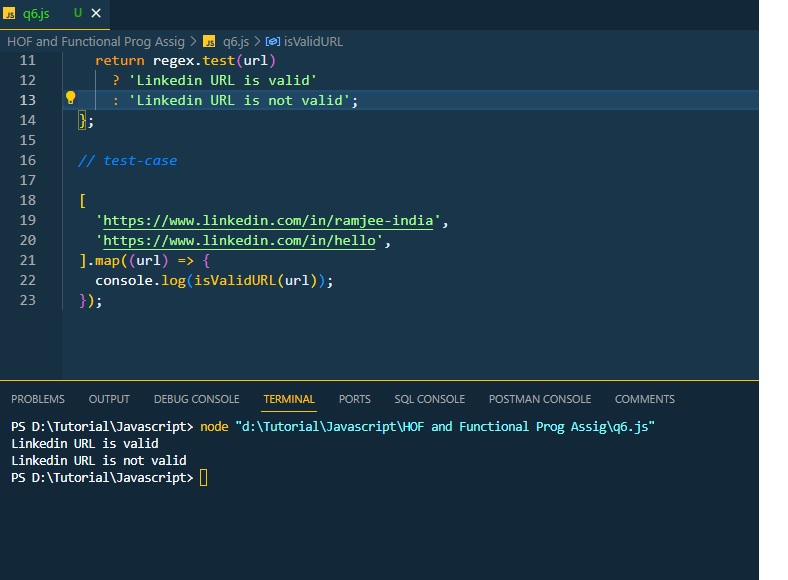 JS q6.js U ×
HOF and Functional Prog Assig > JS q6.js > isValidURL
11 return regex.test(url)
12 ? 'Linkedin URL is valid'
13 : 'Linkedin URL is not valid';
14 };
15
16 // test-case
17
18 [
19 'https://www.linkedin.com/in/ramjee-india',
20 'https://www.linkedin.com/in/hello',
21 ].map((url) => {
22 console.log(isValidURL(url));
23 });
PROBLEMS OUTPUT DEBUG CONSOLE TERMINAL PORTS SQL CONSOLE POSTMAN CONSOLE COMMENTS
PS D:\Tutorial\Javascript> node "d:\Tutorial\Javascript\HOF and Functional Prog Assig\q6.js"
Linkedin URL is valid
Linkedin URL is not valid
PS D:\Tutorial\Javascript>